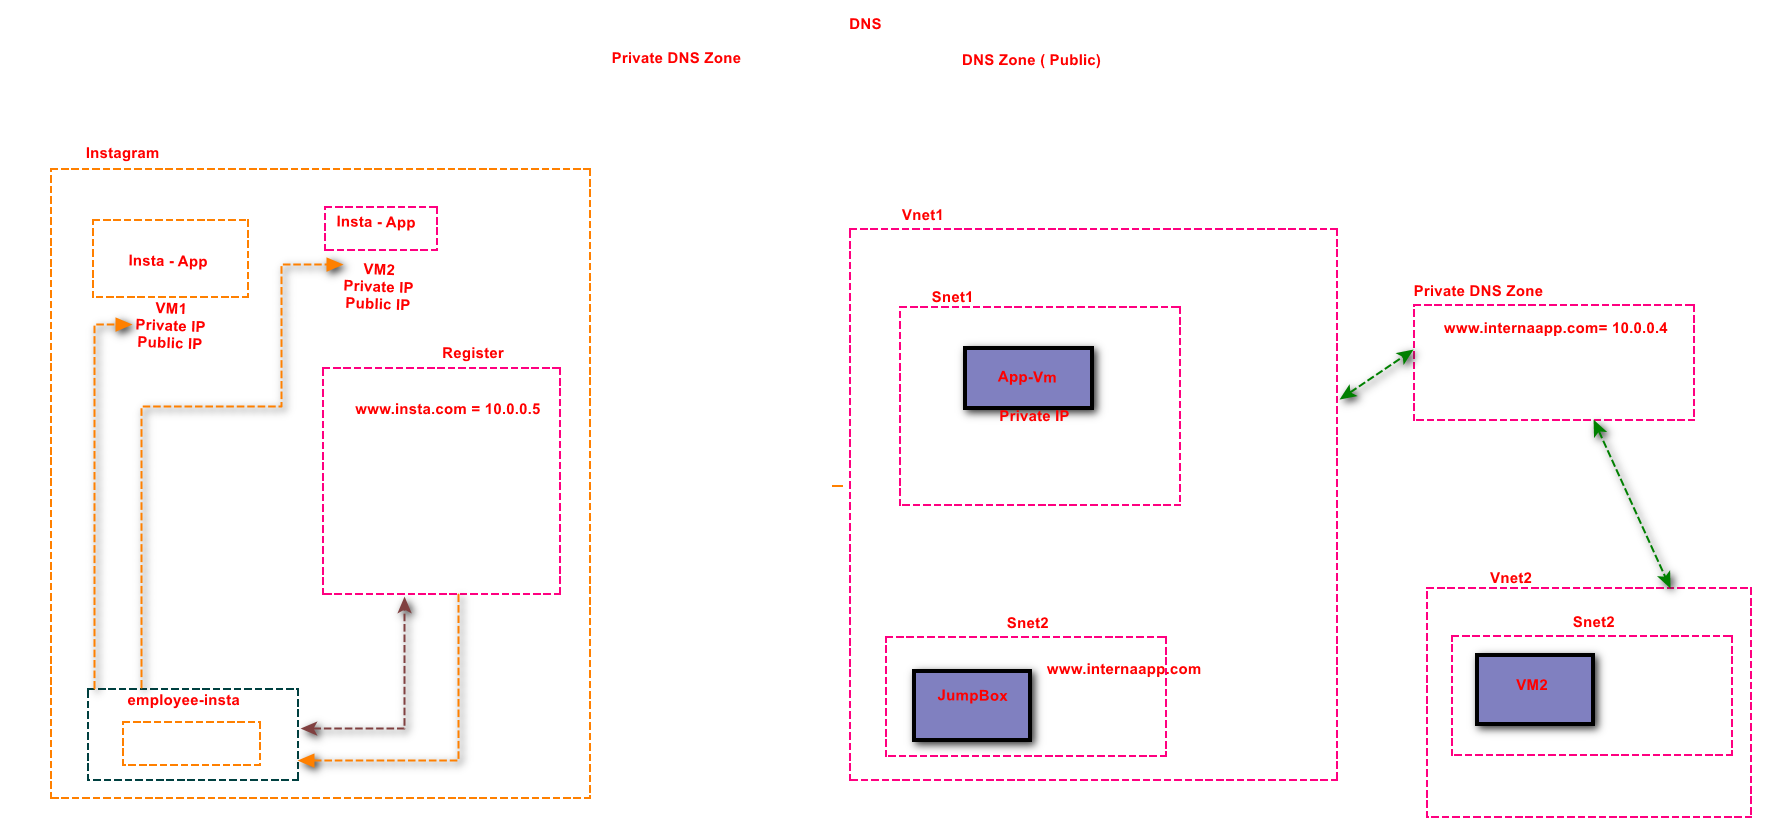 DNS
Private DNS Zone
DNS Zone ( Public)
Instagram
Insta - App
VM1
Private IP
Public IP
Insta - App
VM2
Private IP
Public IP
Register
www.insta.com = 10.0.0.5
employee-insta
Vnet1
Snet1
App-Vm
Private IP
Snet2
www.internaapp.com
JumpBox
Private DNS Zone
www.internaapp.com= 10.0.0.4
Vnet2
Snet2
VM2